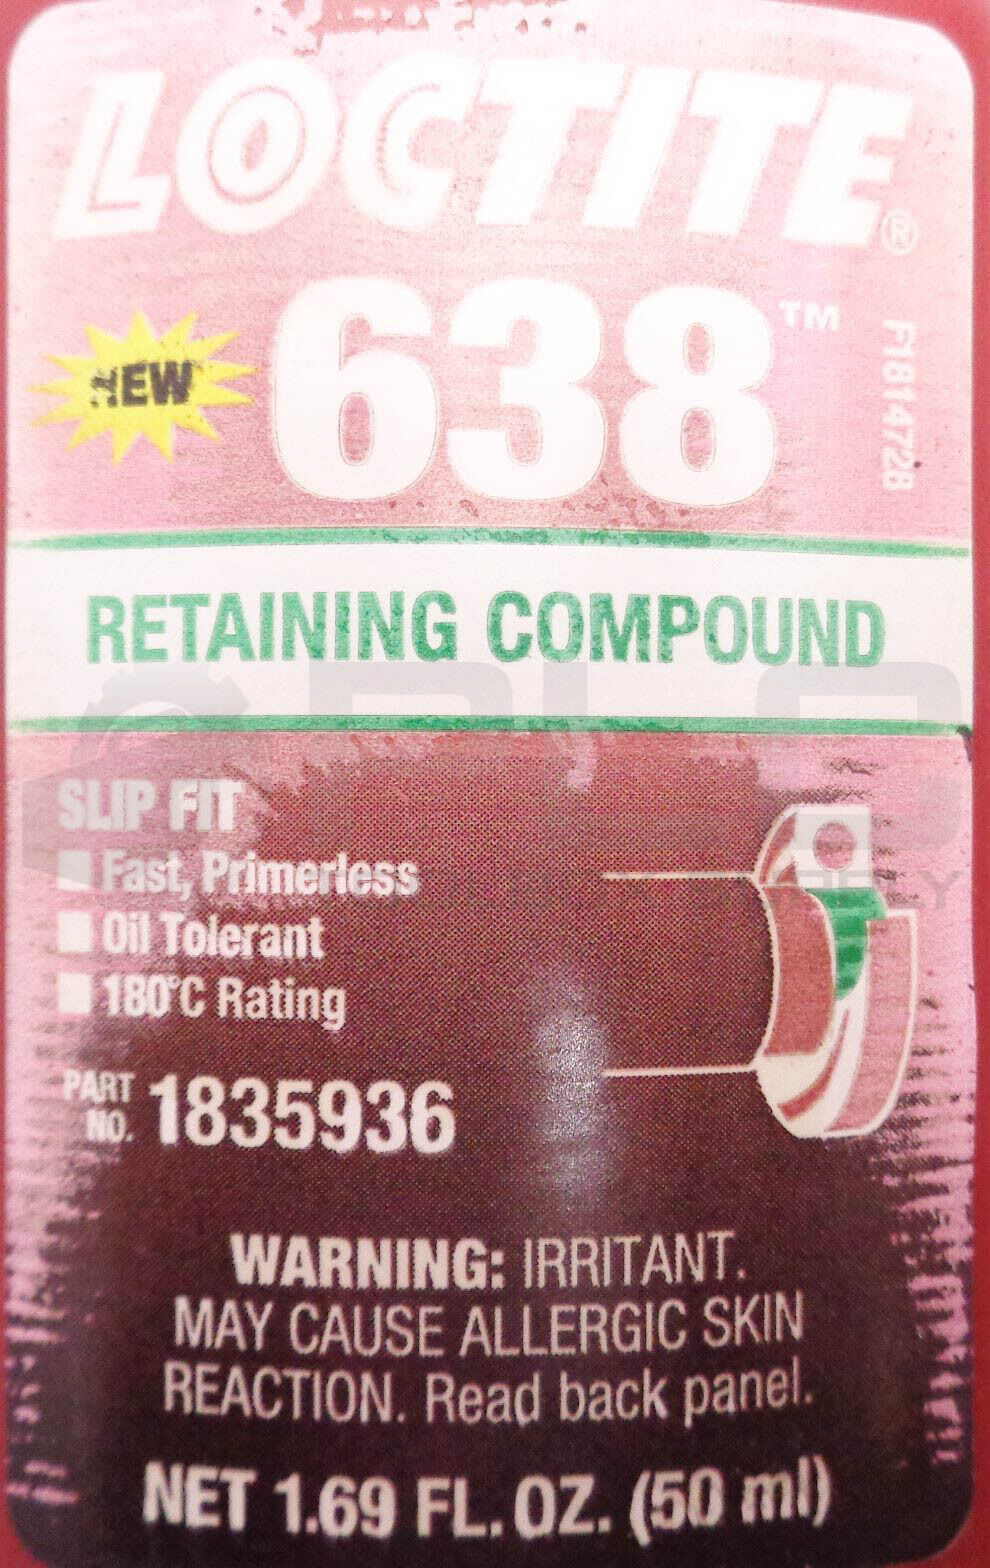 LOCTITE®
NEW
638™
F1814728
RETAINING COMPOUND
SLIP FIT
Fast, Primerless
Oil Tolerant
180°C Rating
PART
NO. 1835936
WARNING: IRRITANT.
MAY CAUSE ALLERGIC SKIN
REACTION. Read back panel.
NET 1.69 FL. OZ. (50 ml)